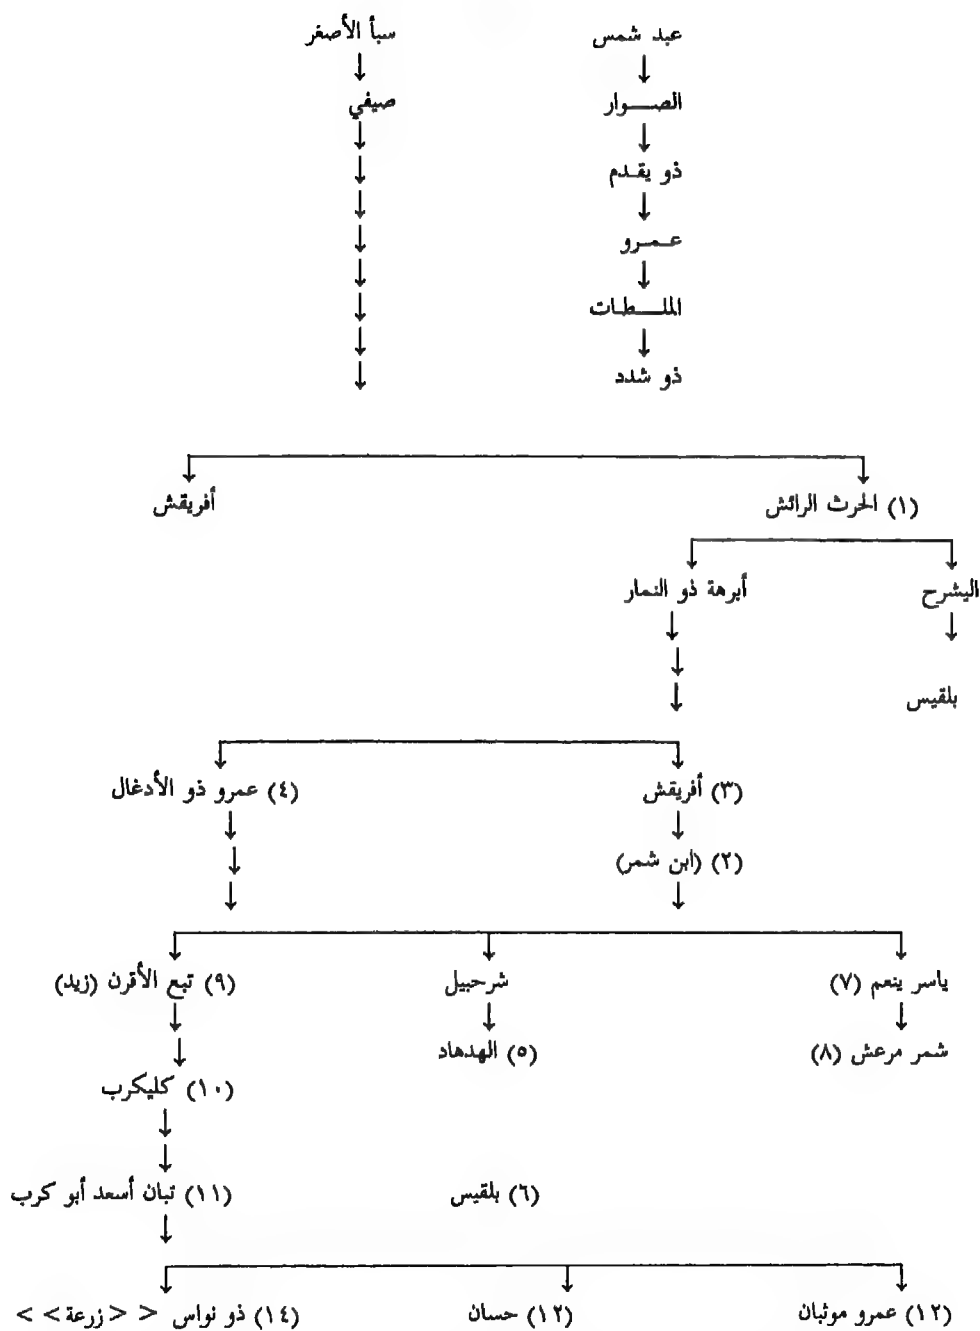 عبد شمس سبأ الأصغر
الصوار صيفي
ذو يقدم
عمرو
الملطات
ذو شدد
(١) الحرث الرائش أفريقش
اليشرح أبرهة ذو النمار
بلقيس
(٣) أفريقش (٤) عمرو ذو الأدغال
(٢) (ابن شمر)
ياسر ينعم (٧) شرحبيل (٩) تبع الأقرن (زيد)
شمر مرعش (٨) (٥) الهدهاد
(١٠) كليكرب
(٦) بلقيس (١١) تبان أسعد أبو كرب
(١٢) عمرو موثبان (١٢) حسان (١٤) ذو نواس < < زرعة > >